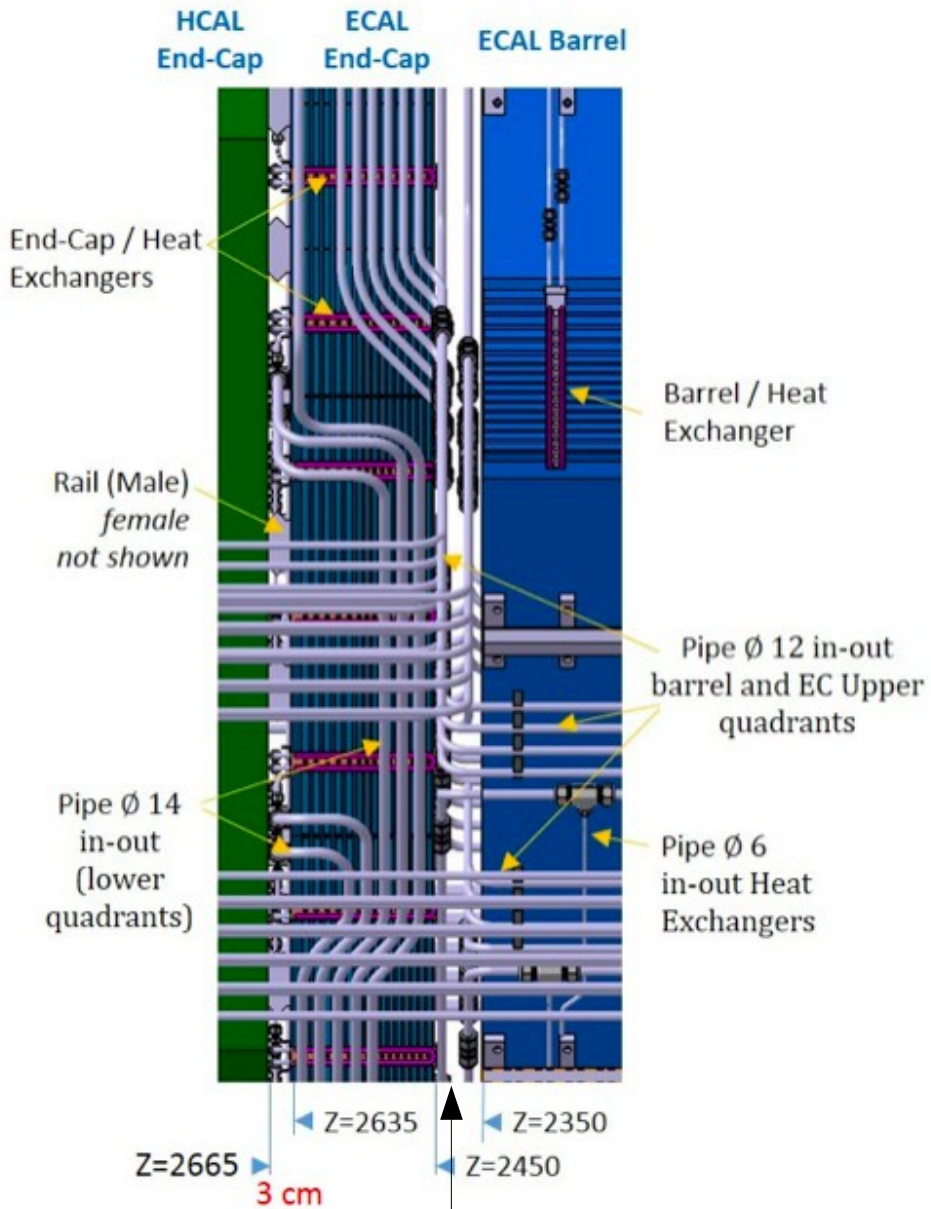 HCAL
End-Cap
ECAL
End-Cap
ECAL Barrel
End-Cap / Heat
Exchangers
Barrel / Heat
Exchanger
Rail (Male)
female
not shown
Pipe Ø 12 in-out
barrel and EC Upper
quadrants
Pipe Ø 14
in-out
(lower
quadrants)
Pipe Ø 6
in-out Heat
Exchangers
Z=2635
Z=2350
Z=2665
Z=2450
3 cm